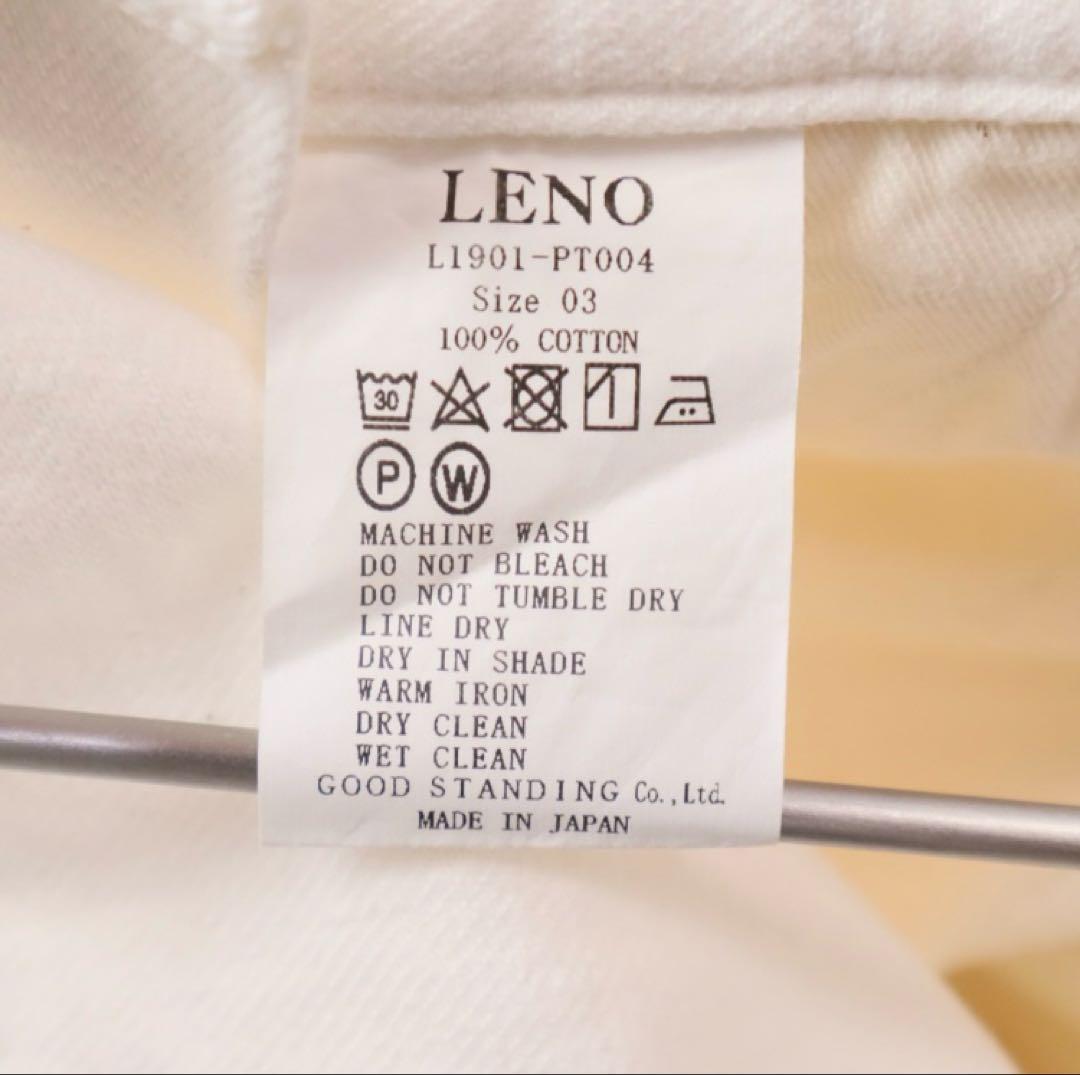 LENO
L1901-PT004
Size 03
100% COTTON
30
P W
MACHINE WASH
DO NOT BLEACH
DO NOT TUMBLE DRY
LINE DRY
DRY IN SHADE
WARM IRON
DRY CLEAN
WET CLEAN
GOOD STANDING Co.,Ltd.
MADE IN JAPAN